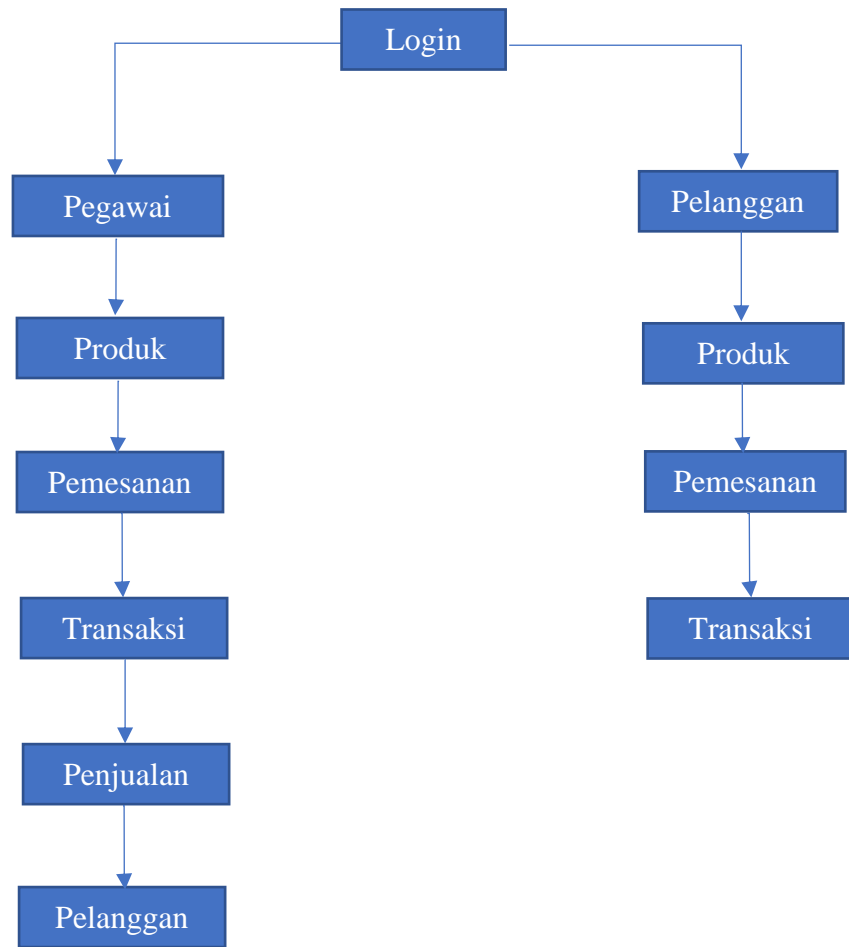 Login
Pegawai
Produk
Pemesanan
Transaksi
Penjualan
Pelanggan
Pelanggan
Produk
Pemesanan
Transaksi